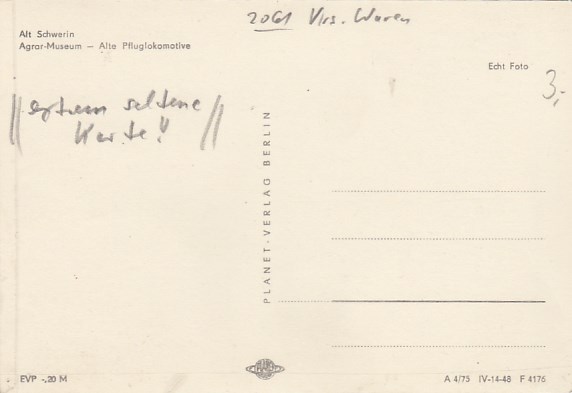 2061 Krs. Waren
Alt Schwerin
Agrar-Museum — Alte Pfluglokomotive
Echt Foto
3,-
// extrem seltene //
Karte!!
PLANET-VERLAG BERLIN
EVP -,20 M
A 4/75 IV-14-48 F 4176